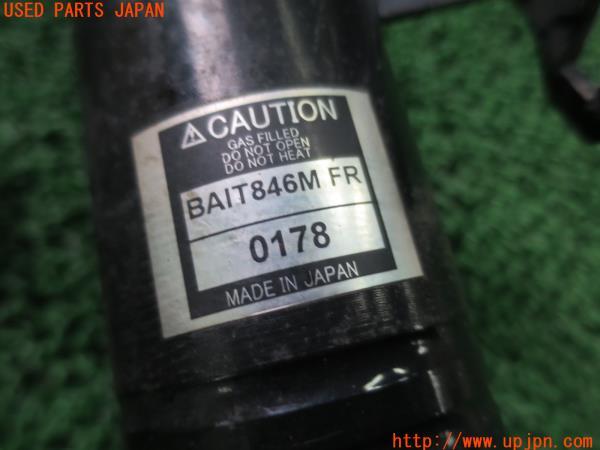 USED PARTS JAPAN
⚠CAUTION
GAS FILLED
DO NOT OPEN
DO NOT HEAT
BAIT846M FR
0178
MADE IN JAPAN
http://www.upjpn.com/